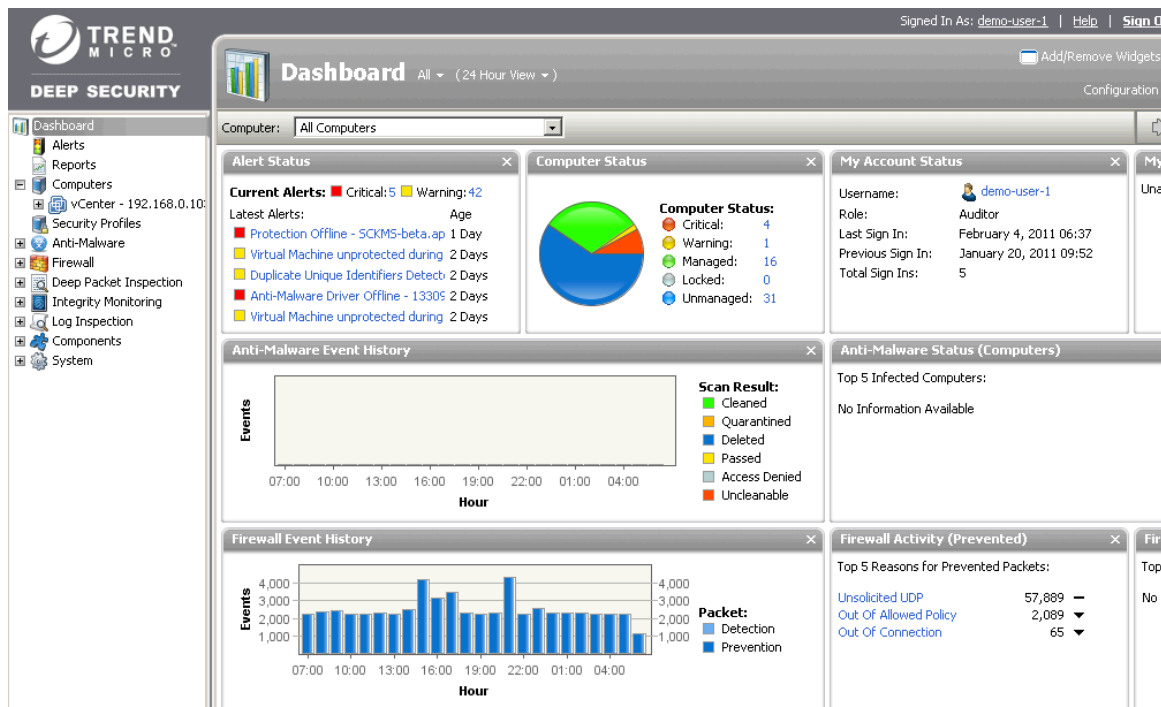 TREND
MICRO™
DEEP SECURITY
Signed In As: demo-user-1 | Help | Sign O
Dashboard All (24 Hour View)
Add/Remove Widgets
Configuration
Computer: All Computers
Dashboard
Alerts
Reports
Computers
vCenter - 192.168.0.10
Security Profiles
Anti-Malware
Firewall
Deep Packet Inspection
Integrity Monitoring
Log Inspection
Components
System
Alert Status
Current Alerts: Critical: 5 Warning: 42
Latest Alerts: Age
Protection Offline - SCKMS-beta.ap 1 Day
Virtual Machine unprotected during 2 Days
Duplicate Unique Identifiers Detect 2 Days
Anti-Malware Driver Offline - 1330 2 Days
Virtual Machine unprotected during 2 Days
Computer Status
Computer Status:
Critical: 4
Warning: 1
Managed: 16
Locked: 0
Unmanaged: 31
My Account Status
Username: demo-user-1
Role: Auditor
Last Sign In: February 4, 2011 06:37
Previous Sign In: January 20, 2011 09:52
Total Sign Ins: 5
My
Una
Anti-Malware Event History
Events
07:00 10:00 13:00 16:00 19:00 22:00 01:00 04:00
Hour
Scan Result:
Cleaned
Quarantined
Deleted
Passed
Access Denied
Uncleanable
Anti-Malware Status (Computers)
Top 5 Infected Computers:
No Information Available
Firewall Event History
Events
4,000 4,000
3,000 3,000
2,000 2,000
1,000 1,000
07:00 10:00 13:00 16:00 19:00 22:00 01:00 04:00
Hour
Packet:
Detection
Prevention
Firewall Activity (Prevented)
Top 5 Reasons for Prevented Packets:
Unsolicited UDP 57,889
Out Of Allowed Policy 2,089
Out Of Connection 65
Fir
Top
No